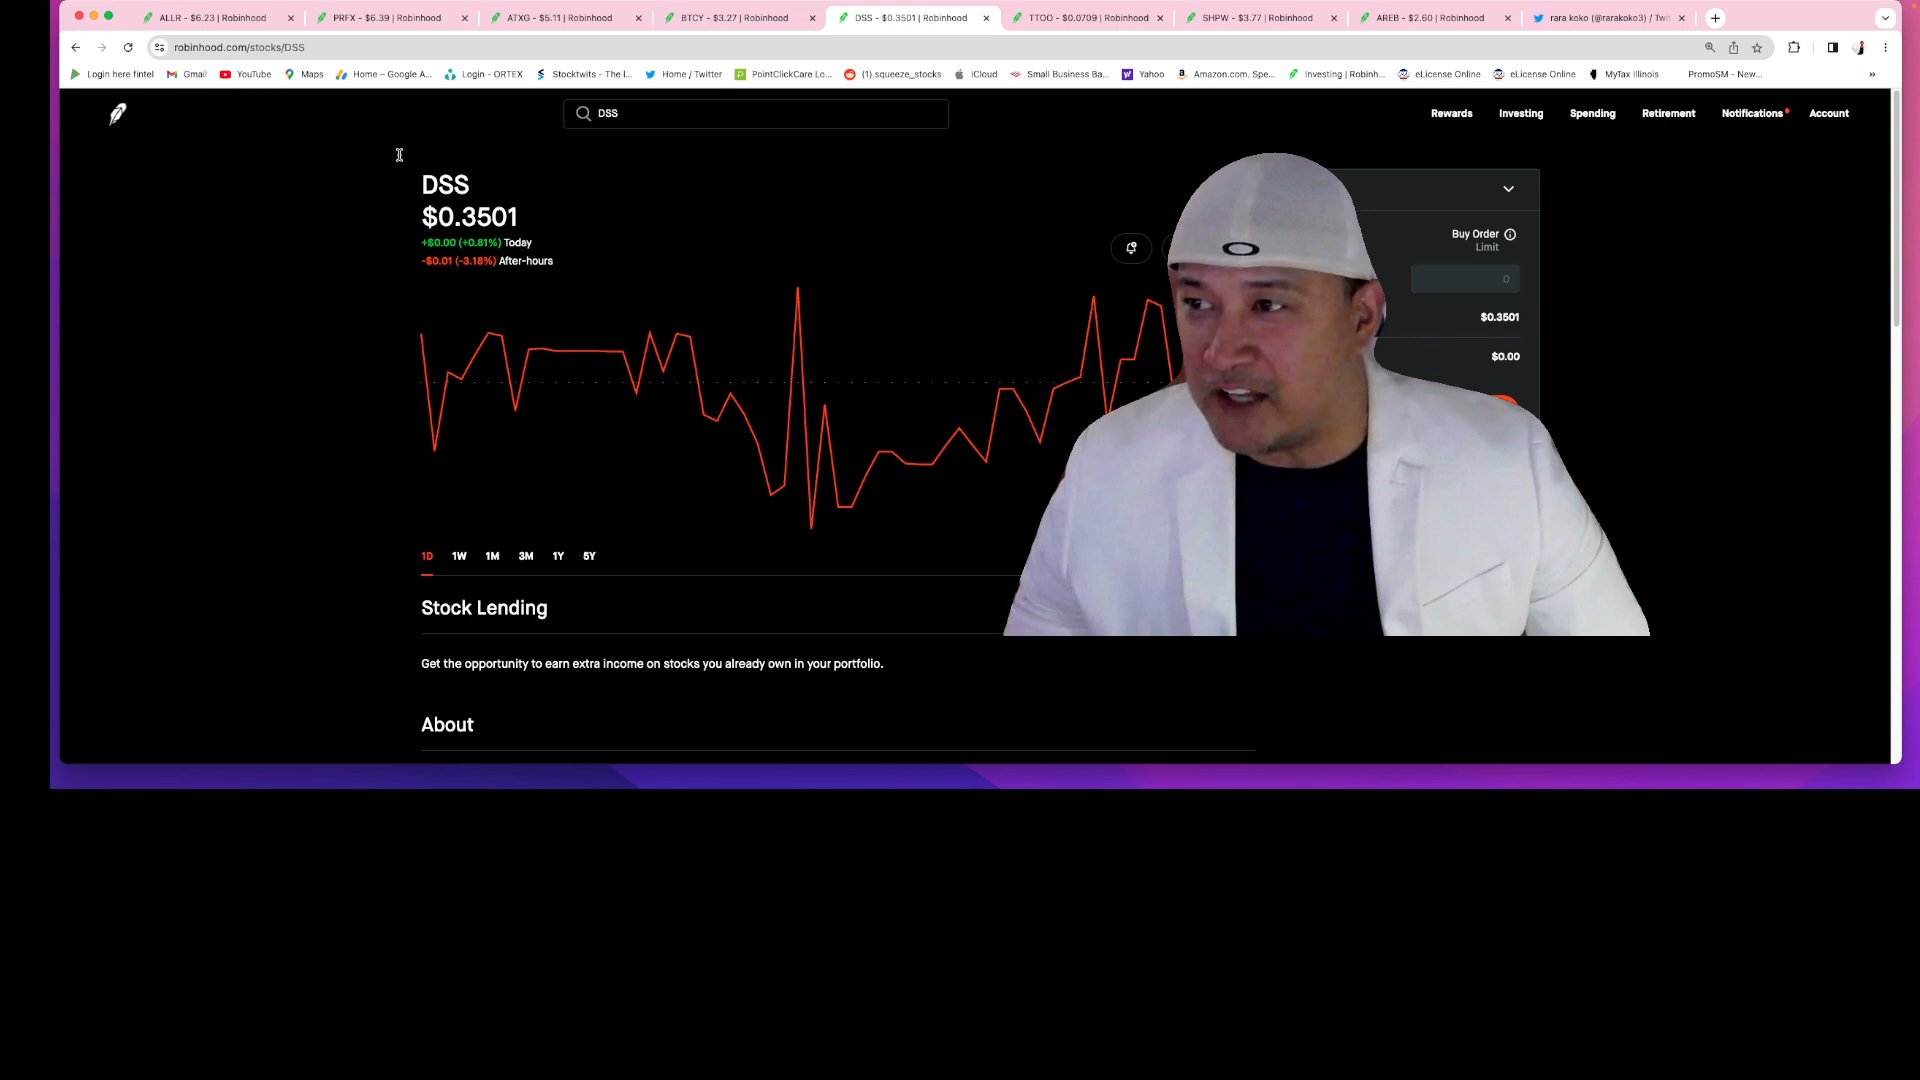 ALLR - $6.23 | Robinhood
PRFX - $6.39 | Robinhood
ATXG - $5.11 | Robinhood
BTCY - $3.27 | Robinhood
DSS - $0.3501 | Robinhood
TTOO - $0.0709 | Robinhood
SHPW - $3.77 | Robinhood
AREB - $2.60 | Robinhood
rara koko (@rarakoko3) / Twi
robinhood.com/stocks/DSS
Login here fintel
Gmail
YouTube
Maps
Home – Google A...
Login - ORTEX
Stocktwits - The l...
Home / Twitter
PointClickCare Lo...
(1) squeeze_stocks
iCloud
Small Business Ba...
Yahoo
Amazon.com. Spe...
Investing | Robinh...
eLicense Online
eLicense Online
MyTax Illinois
PromoSM - New...
»
DSS
Rewards
Investing
Spending
Retirement
Notifications
Account
DSS
$0.3501
+$0.00 (+0.81%) Today
-$0.01 (-3.18%) After-hours
Buy Order
Limit
0
$0.3501
$0.00
1D 1W 1M 3M 1Y 5Y
Stock Lending
Get the opportunity to earn extra income on stocks you already own in your portfolio.
About